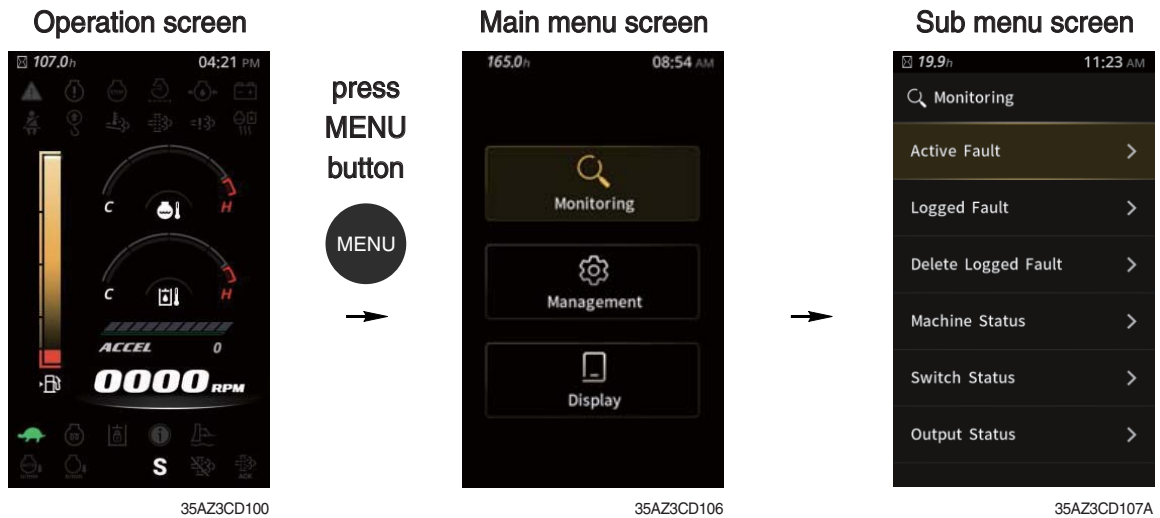 Operation screen
107.0h 04:21 PM
C H
C H
ACCEL 0
0000 RPM
S
35AZ3CD100
press
MENU
button
MENU
Main menu screen
165.0h 08:54 AM
Monitoring
Management
Display
35AZ3CD106
Sub menu screen
19.9h 11:23 AM
Monitoring
Active Fault
Logged Fault
Delete Logged Fault
Machine Status
Switch Status
Output Status
35AZ3CD107A